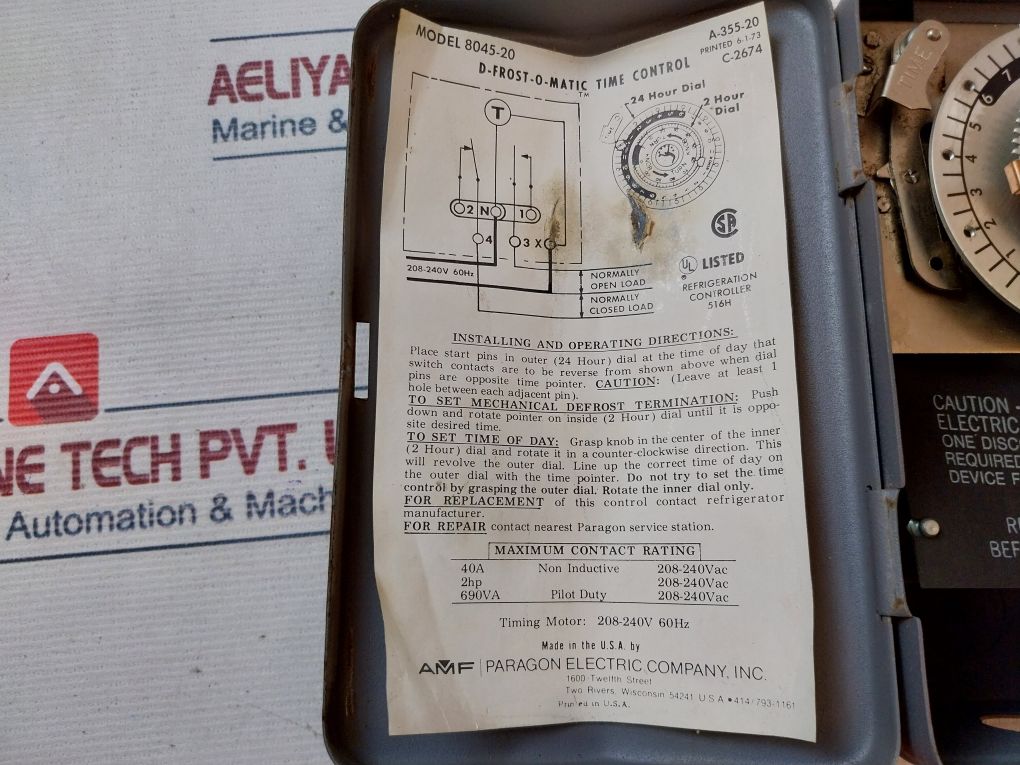 AELIYA
Marine &
NE TECH PVT.
Automation & Mach
MODEL 8045-20
A-355-20
PRINTED 6-1-73
C-2674
D-FROST-O-MATIC TIME CONTROL
TM
24 Hour Dial
2 Hour
Dial
T
2 N 1
4 3 X
208-240V 60Hz
NORMALLY
OPEN LOAD
NORMALLY
CLOSED LOAD
SA
UL LISTED
REFRIGERATION
CONTROLLER
516H
INSTALLING AND OPERATING DIRECTIONS:
Place start pins in outer (24 Hour) dial at the time of day that
switch contacts are to be reverse from shown above when dial
pins are opposite time pointer. CAUTION: (Leave at least 1
hole between each adjacent pin).
TO SET MECHANICAL DEFROST TERMINATION: Push
down and rotate pointer on inside (2 Hour) dial until it is oppo-
site desired time.
TO SET TIME OF DAY: Grasp knob in the center of the inner
(2 Hour) dial and rotate it in a counter-clockwise direction. This
will revolve the outer dial. Line up the correct time of day on
the outer dial with the time pointer. Do not try to set the time
control by grasping the outer dial. Rotate the inner dial only.
FOR REPLACEMENT of this control contact refrigerator
manufacturer.
FOR REPAIR contact nearest Paragon service station.
MAXIMUM CONTACT RATING
40A Non Inductive 208-240Vac
2hp 208-240Vac
690VA Pilot Duty 208-240Vac
Timing Motor: 208-240V 60Hz
Made in the U.S.A. by
AMF PARAGON ELECTRIC COMPANY, INC.
1600 Twelfth Street
Two Rivers, Wisconsin 54241 U S A • 414/793-1161
Printed in U.S.A.
TIME
7
6
5
4
3
2
1
CAUTION -
ELECTRIC
ONE DISC
REQUIRED
DEVICE F
R
BEF